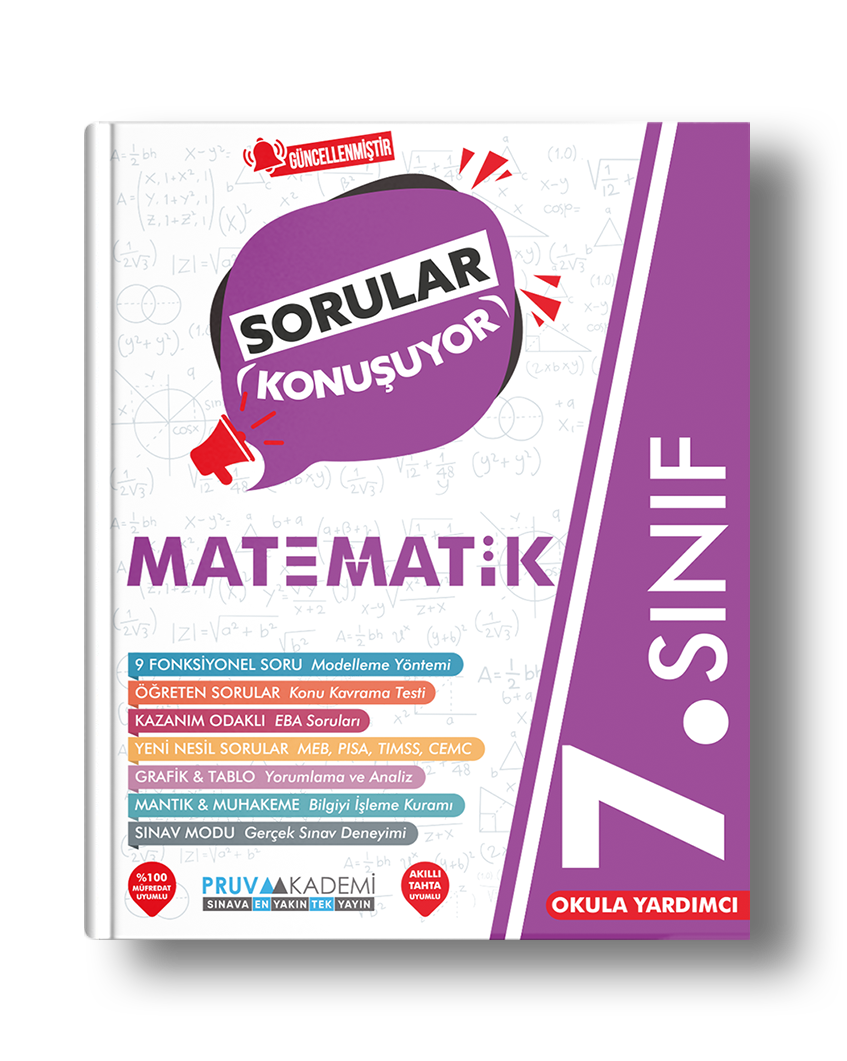 GÜNCELLENMİŞTİR
SORULAR
KONUŞUYOR
MATEMATİK
7. SINIF
9 FONKSİYONEL SORU Modelleme Yöntemi
ÖĞRETEN SORULAR Konu Kavrama Testi
KAZANIM ODAKLI EBA Soruları
YENİ NESİL SORULAR MEB, PISA, TIMSS, CEMC
GRAFİK & TABLO Yorumlama ve Analiz
MANTIK & MUHAKEME Bilgiyi İşleme Kuramı
SINAV MODU Gerçek Sınav Deneyimi
%100
MÜFREDAT
UYUMLU
PRUVA AKADEMİ
SINAVA EN YAKIN TEK YAYIN
AKILLI
TAHTA
UYUMLU
OKULA YARDIMCI